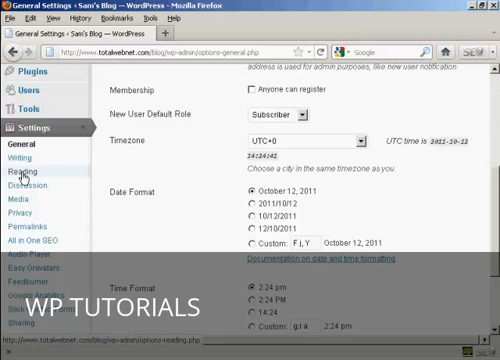 General Settings ‹ Sam's Blog — WordPress - Mozilla Firefox
File Edit View History Bookmarks Tools Help
General Settings ‹ Sam's Blog — WordPress +
http://www.totalwebnet.com/blog/wp-admin/options-general.php
Google
Plugins
Users
Tools
Settings
General
Writing
Reading
Discussion
Media
Privacy
Permalinks
All in One SEO
Audio Player
Easy Gravatars
Feedburner
Google Analytics
Sharing
address is used for admin purposes, like new user notification.
Membership Anyone can register
New User Default Role Subscriber
Timezone UTC+0 UTC time is 2011-10-12
14:24:41
Choose a city in the same timezone as you.
Date Format October 12, 2011
2011/10/12
10/12/2011
12/10/2011
Custom: F j, Y October 12, 2011
Documentation on date and time formatting.
Time Format 2:24 pm
2:24 PM
14:24
Custom: g:i a 2:24 pm
WP TUTORIALS
http://www.totalwebnet.com/blog/wp-admin/options-reading.php